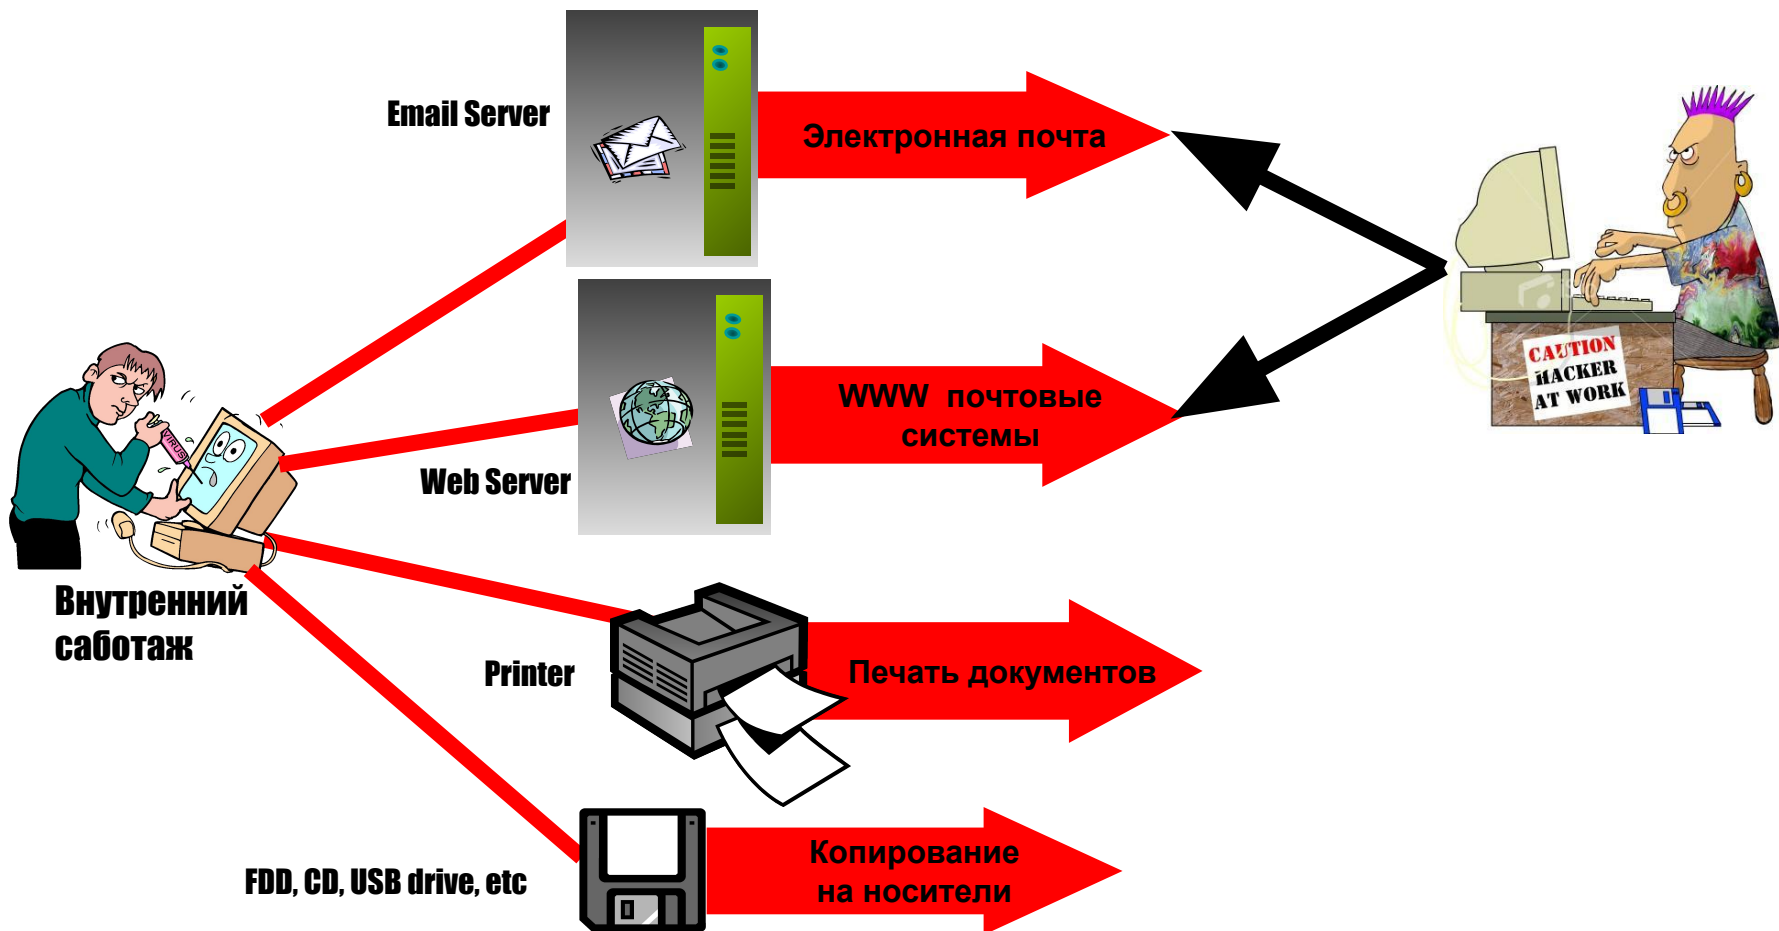 Email Server
Электронная почта
CAUTION
HACKER
AT WORK
WWW почтовые
системы
VIRUS
Web Server
Внутренний
саботаж
Printer
Печать документов
FDD, CD, USB drive, etc
Копирование
на носители